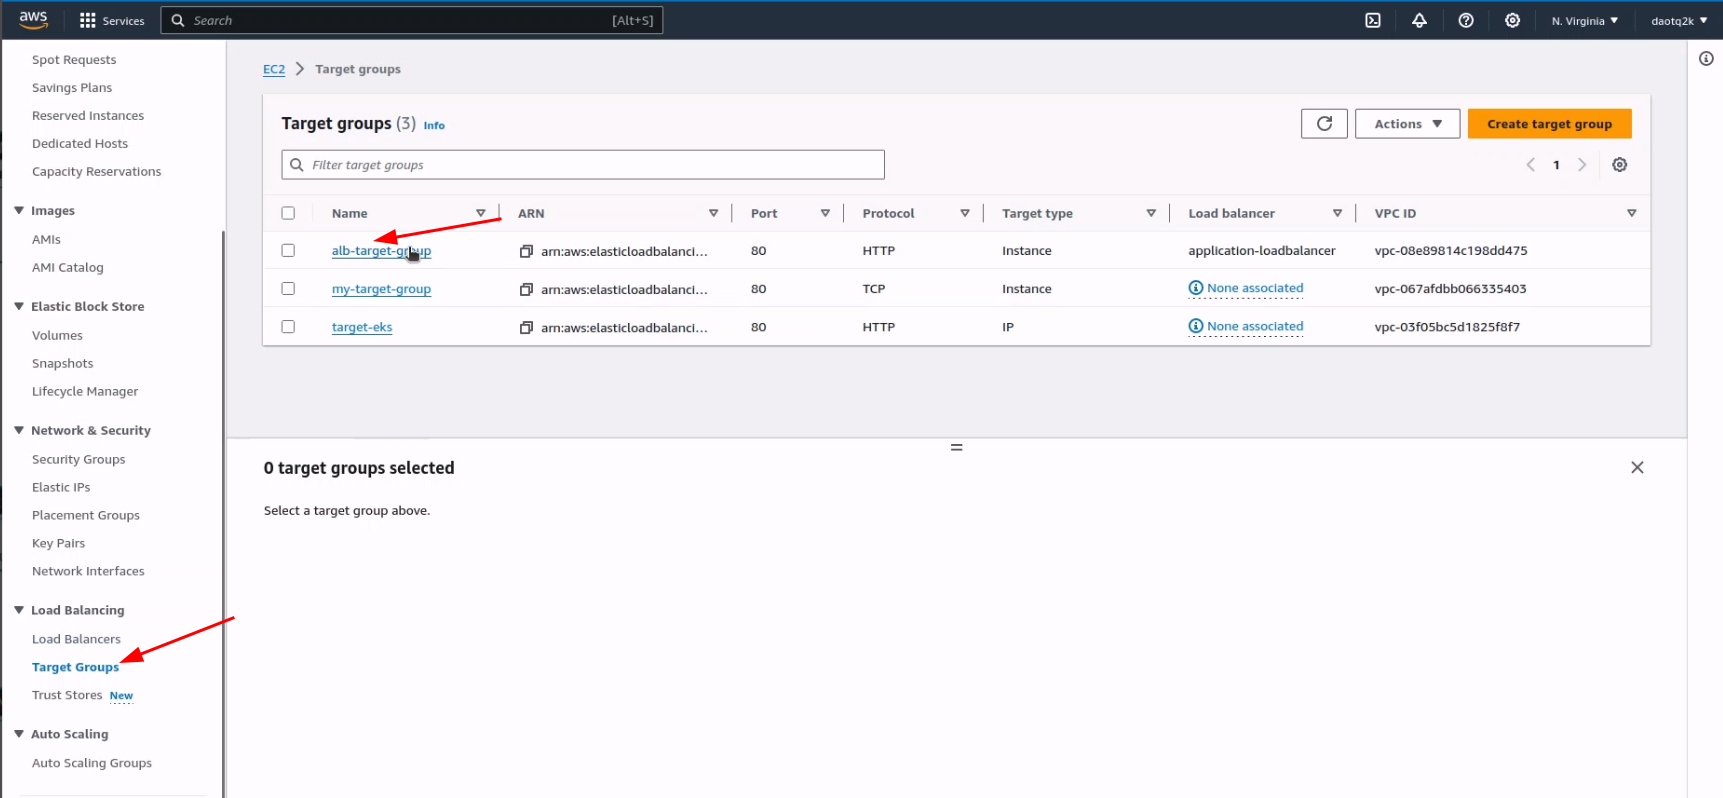 aws
Services
Search
[Alt+S]
N. Virginia
daotq2k
Spot Requests
Savings Plans
Reserved Instances
Dedicated Hosts
Capacity Reservations
Images
AMIs
AMI Catalog
Elastic Block Store
Volumes
Snapshots
Lifecycle Manager
Network & Security
Security Groups
Elastic IPs
Placement Groups
Key Pairs
Network Interfaces
Load Balancing
Load Balancers
Target Groups
Trust Stores New
Auto Scaling
Auto Scaling Groups
EC2 Target groups
Target groups (3) Info
Actions
Create target group
Filter target groups
1
Name ARN Port Protocol Target type Load balancer VPC ID
alb-target-group arn:aws:elasticloadbalanci... 80 HTTP Instance application-loadbalancer vpc-08e89814c198dd475
my-target-group arn:aws:elasticloadbalanci... 80 TCP Instance None associated vpc-067afdbb066335403
target-eks arn:aws:elasticloadbalanci... 80 HTTP IP None associated vpc-03f05bc5d1825f8f7
0 target groups selected
Select a target group above.